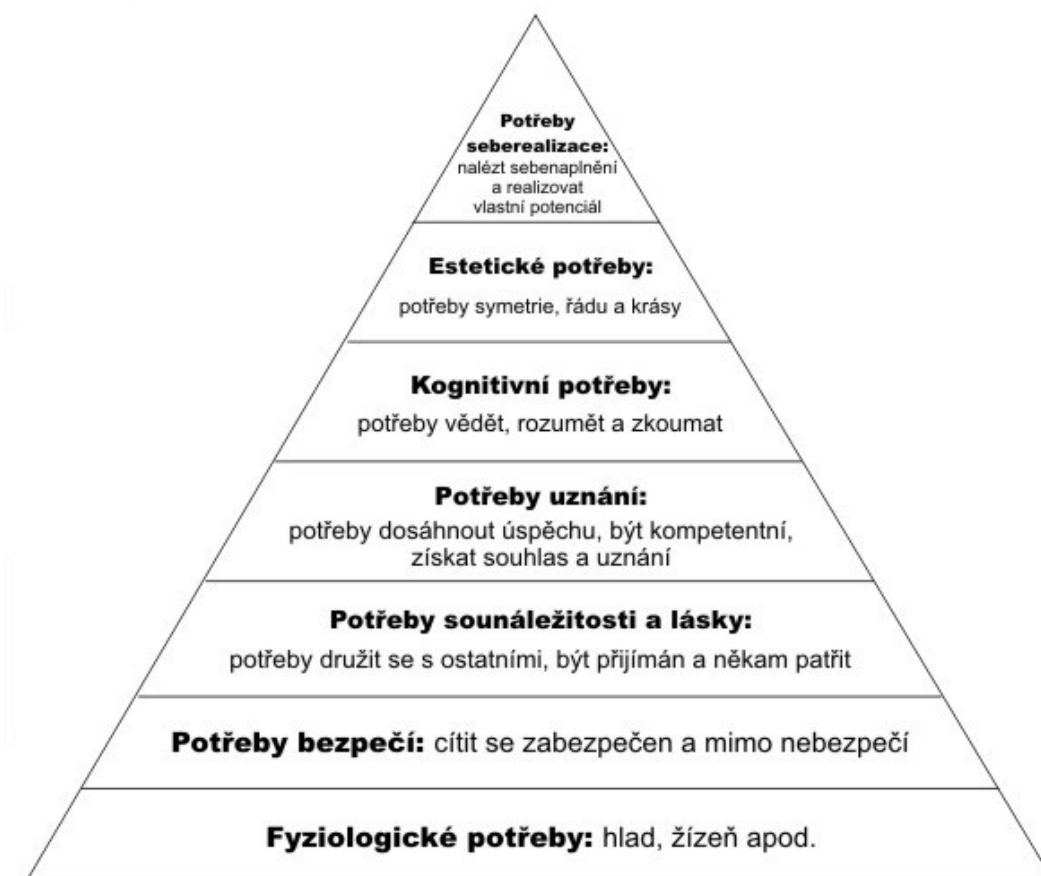 Potřeby
seberealizace:
nalézt sebenaplnění
a realizovat
vlastní potenciál
Estetické potřeby:
potřeby symetrie, řádu a krásy
Kognitivní potřeby:
potřeby vědět, rozumět a zkoumat
Potřeby uznání:
potřeby dosáhnout úspěchu, být kompetentní,
získat souhlas a uznání
Potřeby sounáležitosti a lásky:
potřeby družit se s ostatními, být přijímán a někam patřit
Potřeby bezpečí: cítit se zabezpečen a mimo nebezpečí
Fyziologické potřeby: hlad, žízeň apod.